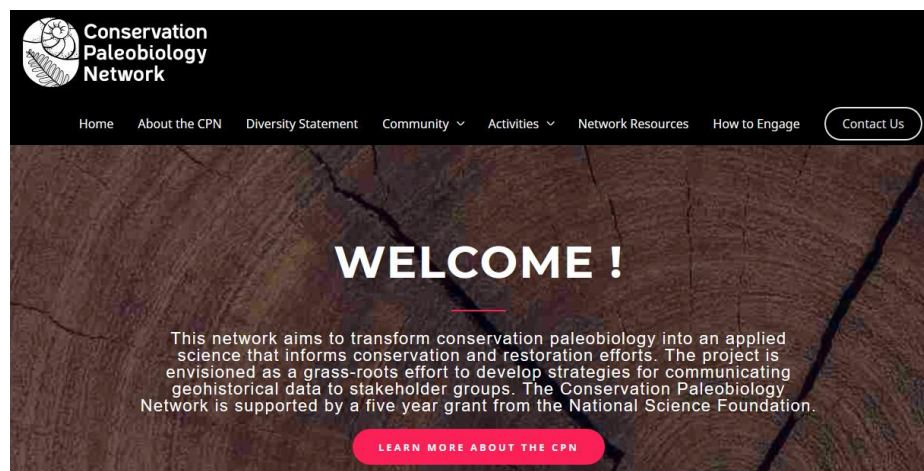 Conservation
Paleobiology
Network
Home About the CPN Diversity Statement Community Activities Network Resources How to Engage Contact Us
WELCOME !
This network aims to transform conservation paleobiology into an applied
science that informs conservation and restoration efforts. The project is
envisioned as a grass-roots effort to develop strategies for communicating
geohistorical data to stakeholder groups. The Conservation Paleobiology
Network is supported by a five year grant from the National Science Foundation.
LEARN MORE ABOUT THE CPN